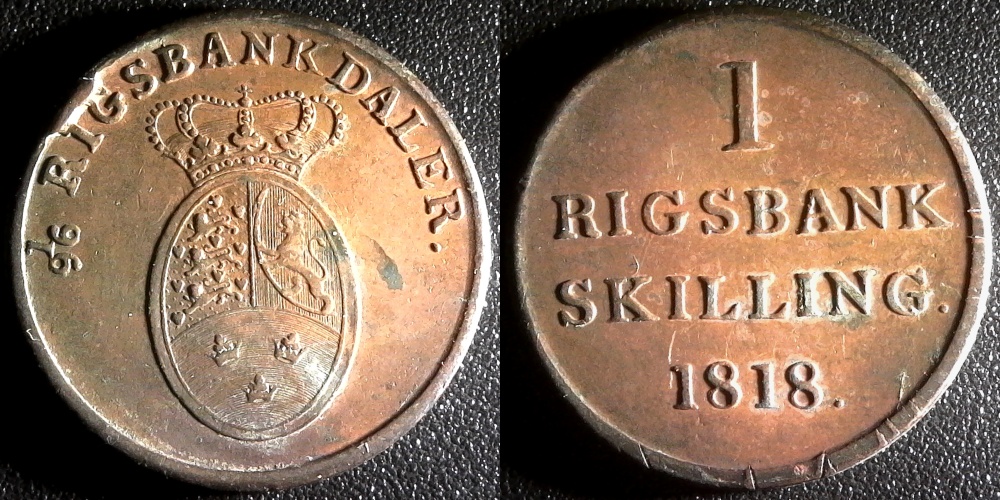 1/96 RIGSBANKDALER.
1
RIGSBANK
SKILLING.
1818.